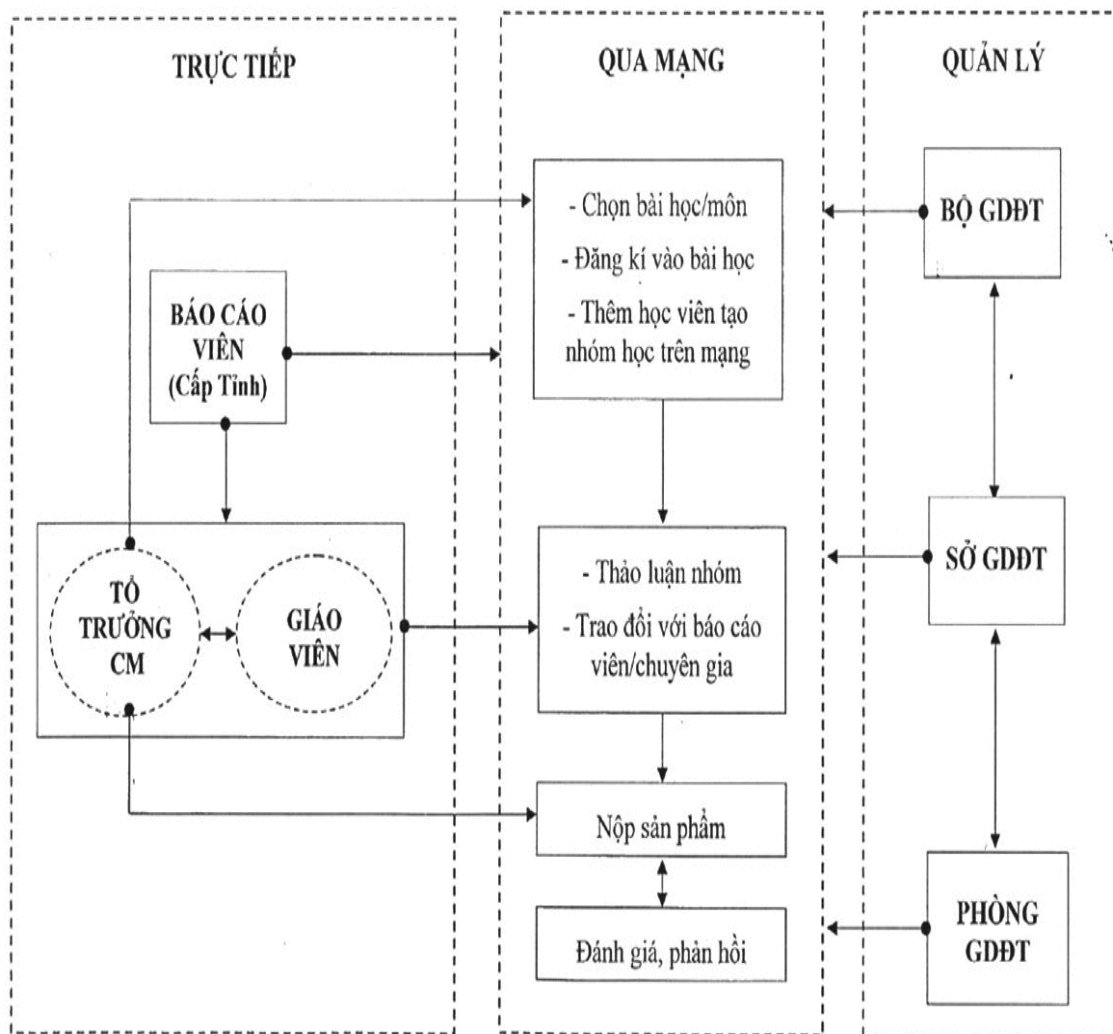 TRỰC TIẾP
BÁO CÁO
VIÊN
(Cấp Tỉnh)
TỔ
TRƯỞNG
CM
GIÁO
VIÊN
QUA MẠNG
- Chọn bài học/môn
- Đăng kí vào bài học
- Thêm học viên tạo
nhóm học trên mạng
- Thảo luận nhóm
- Trao đổi với báo cáo
viên/chuyên gia
Nộp sản phẩm
Đánh giá, phản hồi
QUẢN LÝ
BỘ GDĐT
SỞ GDĐT
PHÒNG
GDĐT